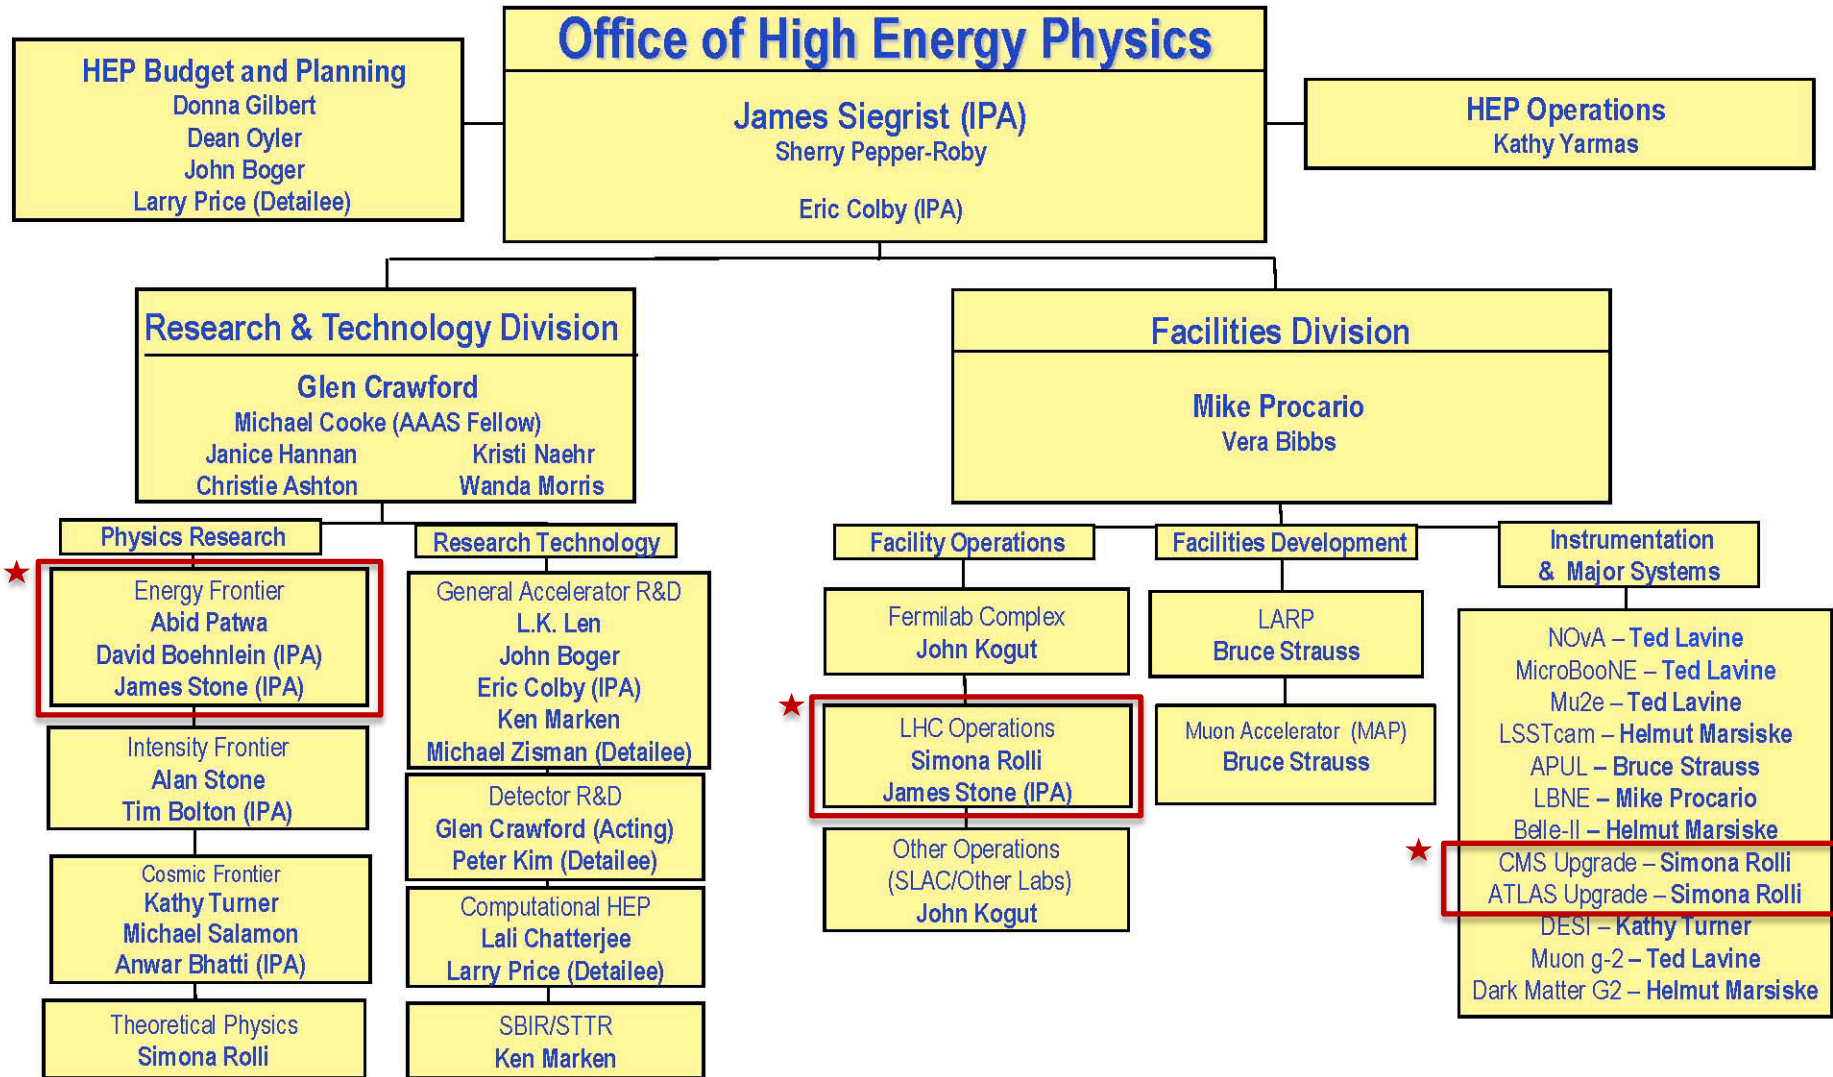 Office of High Energy Physics
James Siegrist (IPA)
Sherry Pepper-Roby
Eric Colby (IPA)
HEP Budget and Planning
Donna Gilbert
Dean Oyler
John Boger
Larry Price (Detailee)
HEP Operations
Kathy Yarmas
Research & Technology Division
Glen Crawford
Michael Cooke (AAAS Fellow)
Janice Hannan Kristi Naehr
Christie Ashton Wanda Morris
Physics Research
Energy Frontier
Abid Patwa
David Boehnlein (IPA)
James Stone (IPA)
Intensity Frontier
Alan Stone
Tim Bolton (IPA)
Cosmic Frontier
Kathy Turner
Michael Salamon
Anwar Bhatti (IPA)
Theoretical Physics
Simona Rolli
Research Technology
General Accelerator R&D
L.K. Len
John Boger
Eric Colby (IPA)
Ken Marken
Michael Zisman (Detailee)
Detector R&D
Glen Crawford (Acting)
Peter Kim (Detailee)
Computational HEP
Lali Chatterjee
Larry Price (Detailee)
SBIR/STTR
Ken Marken
Facilities Division
Mike Procario
Vera Bibbs
Facility Operations
Fermilab Complex
John Kogut
LHC Operations
Simona Rolli
James Stone (IPA)
Other Operations
(SLAC/Other Labs)
John Kogut
Facilities Development
LARP
Bruce Strauss
Muon Accelerator (MAP)
Bruce Strauss
Instrumentation
& Major Systems
NOvA – Ted Lavine
MicroBooNE – Ted Lavine
Mu2e – Ted Lavine
LSSTcam – Helmut Marsiske
APUL – Bruce Strauss
LBNE – Mike Procario
Belle-II – Helmut Marsiske
CMS Upgrade – Simona Rolli
ATLAS Upgrade – Simona Rolli
DESI – Kathy Turner
Muon g-2 – Ted Lavine
Dark Matter G2 – Helmut Marsiske